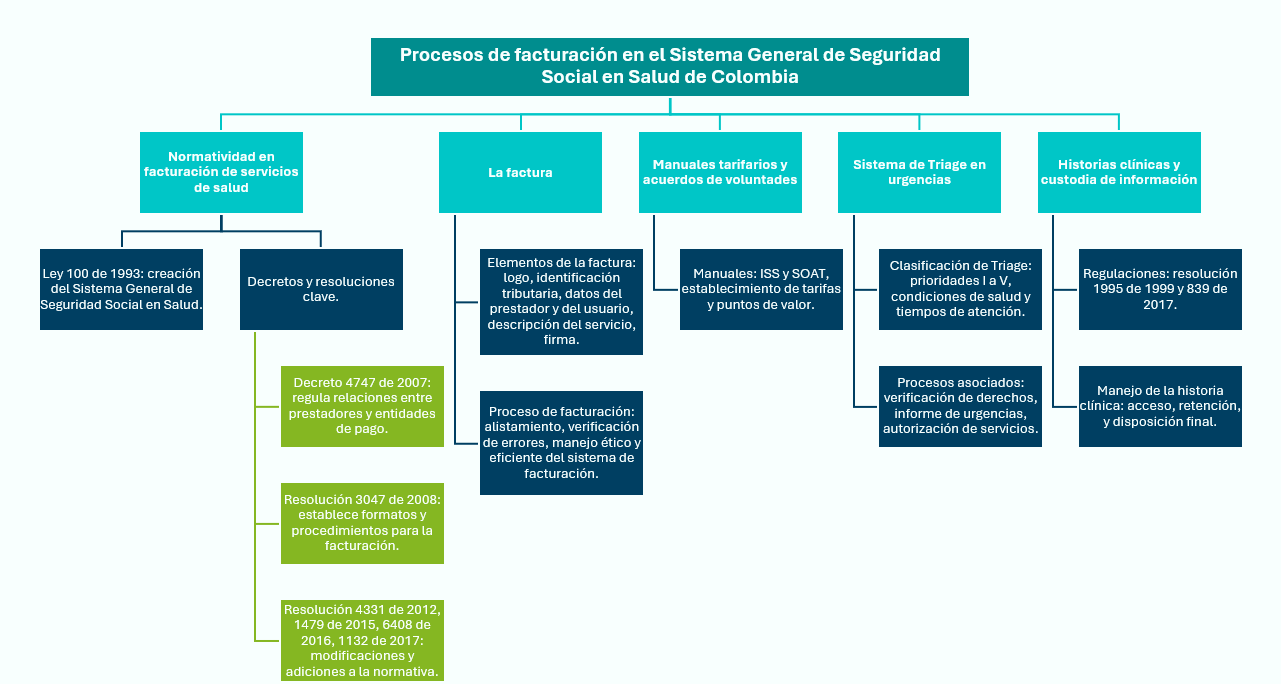 Procesos de facturación en el Sistema General de Seguridad
Social en Salud de Colombia
Normatividad en
facturación de servicios
de salud
La factura
Manuales tarifarios y
acuerdos de voluntades
Sistema de Triage en
urgencias
Historias clínicas y
custodia de información
Ley 100 de 1993: creación
del Sistema General de
Seguridad Social en Salud.
Decretos y resoluciones
clave.
Decreto 4747 de 2007:
regula relaciones entre
prestadores y entidades
de pago.
Resolución 3047 de 2008:
establece formatos y
procedimientos para la
facturación.
Resolución 4331 de 2012,
1479 de 2015, 6408 de
2016, 1132 de 2017:
modificaciones y
adiciones a la normativa.
Elementos de la factura:
logo, identificación
tributaria, datos del
prestador y del usuario,
descripción del servicio,
firma.
Proceso de facturación:
alistamiento, verificación
de errores, manejo ético y
eficiente del sistema de
facturación.
Manuales: ISS y SOAT,
establecimiento de tarifas
y puntos de valor.
Clasificación de Triage:
prioridades I a V,
condiciones de salud y
tiempos de atención.
Procesos asociados:
verificación de derechos,
informe de urgencias,
autorización de servicios.
Regulaciones: resolución
1995 de 1999 y 839 de
2017.
Manejo de la historia
clínica: acceso, retención,
y disposición final.